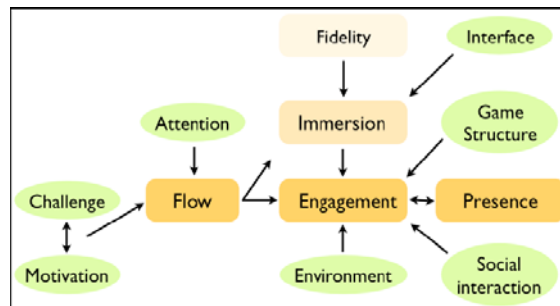 Fidelity
Interface
Attention
Immersion
Game
Structure
Challenge
Flow
Engagement
Presence
Motivation
Environment
Social
interaction